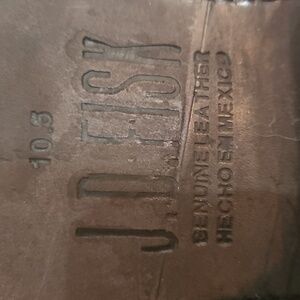 10.5
J.D. FISK
GENUINE LEATHER
HECHO EN MEXICO